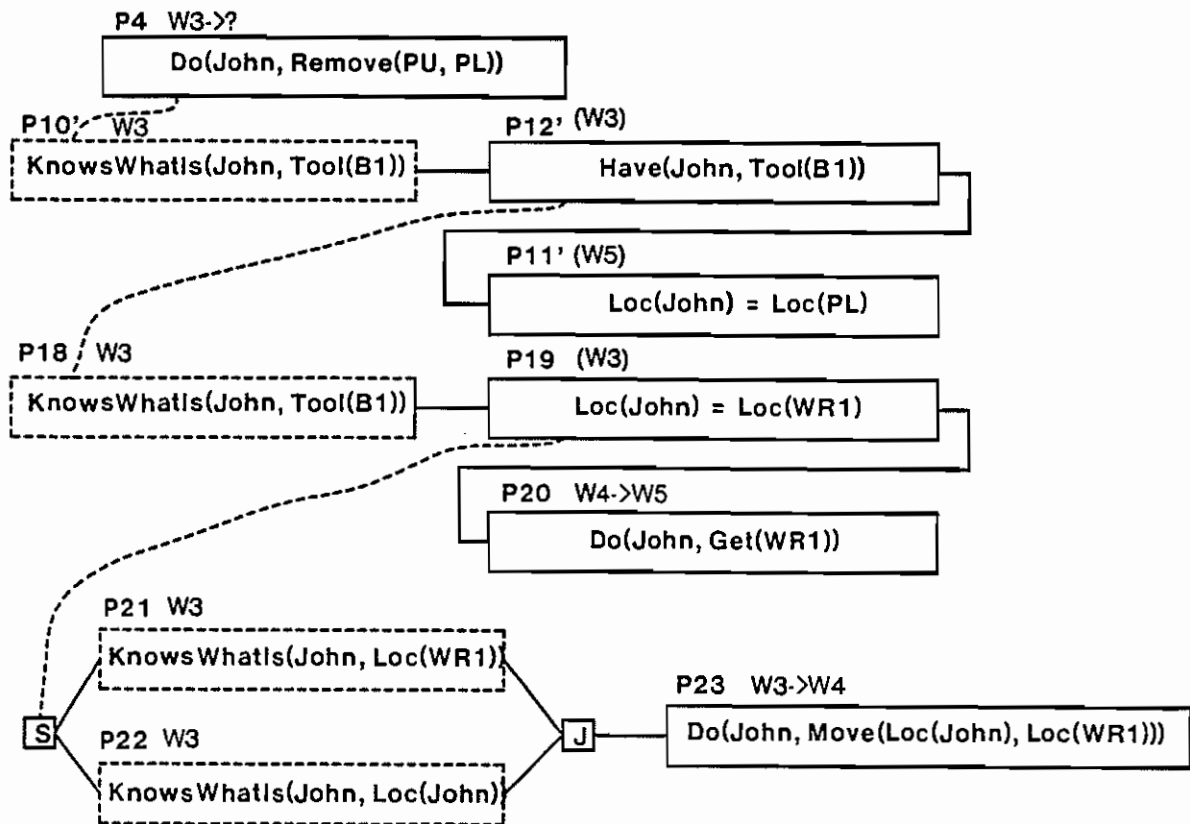 P4 W3->?
Do(John, Remove(PU, PL))
P10' W3
KnowsWhatIs(John, Tool(B1))
P12' (W3)
Have(John, Tool(B1))
P11' (W5)
Loc(John) = Loc(PL)
P18 W3
KnowsWhatIs(John, Tool(B1))
P19 (W3)
Loc(John) = Loc(WR1)
P20 W4->W5
Do(John, Get(WR1))
P21 W3
KnowsWhatIs(John, Loc(WR1))
S
P22 W3
KnowsWhatIs(John, Loc(John)
J
P23 W3->W4
Do(John, Move(Loc(John), Loc(WR1)))